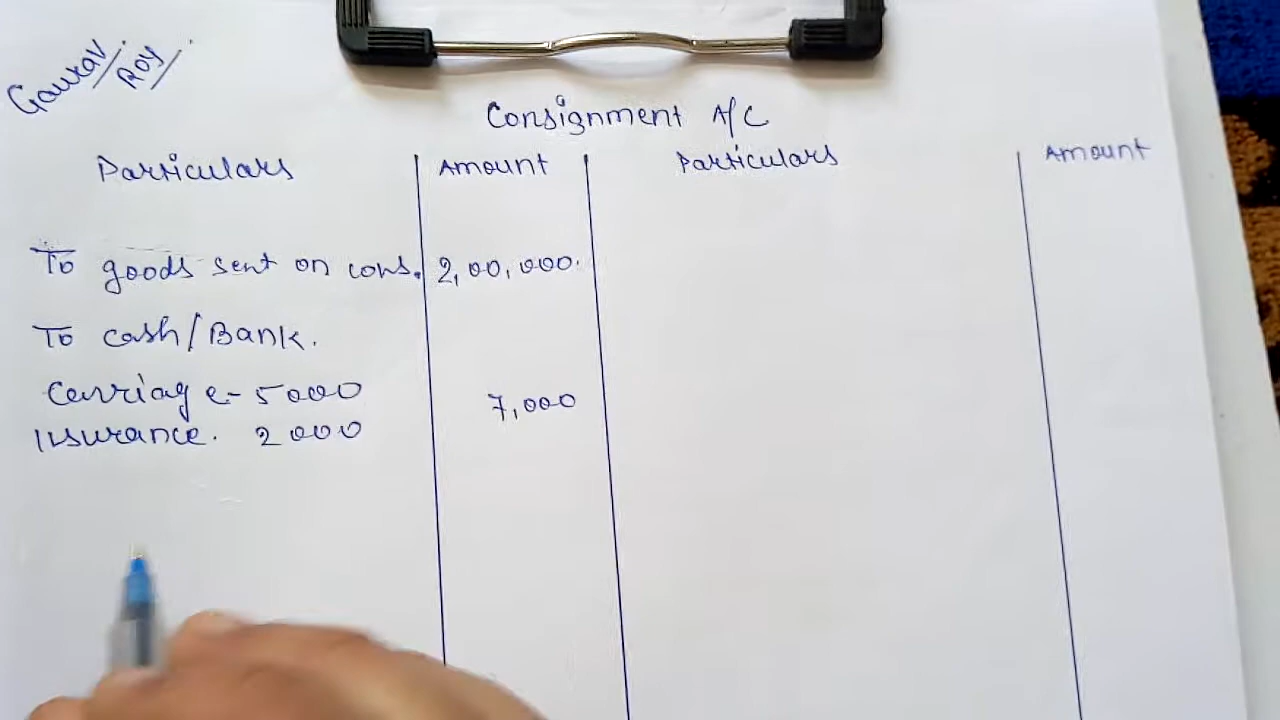 Gaurav
Roy
Consignment A/C
Particulars Amount Particulars Amount
To goods sent on cons. 2,00,000.
To cash/Bank.
Carriage - 5000 7,000
Insurance. 2000